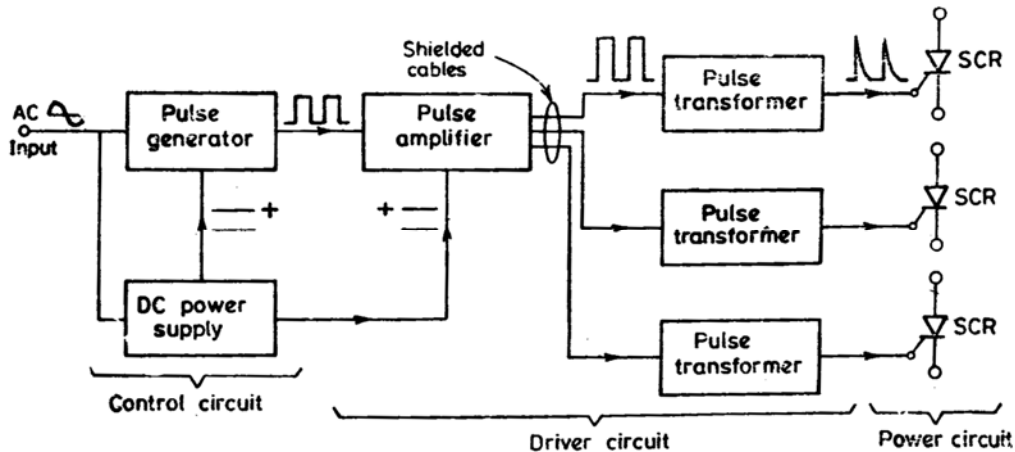 Shielded
cables
AC
Input
Pulse
generator
Pulse
amplifier
Pulse
transformer
SCR
+
+
Pulse
transformer
SCR
DC power
supply
Pulse
transformer
SCR
Control circuit
Driver circuit
Power circuit